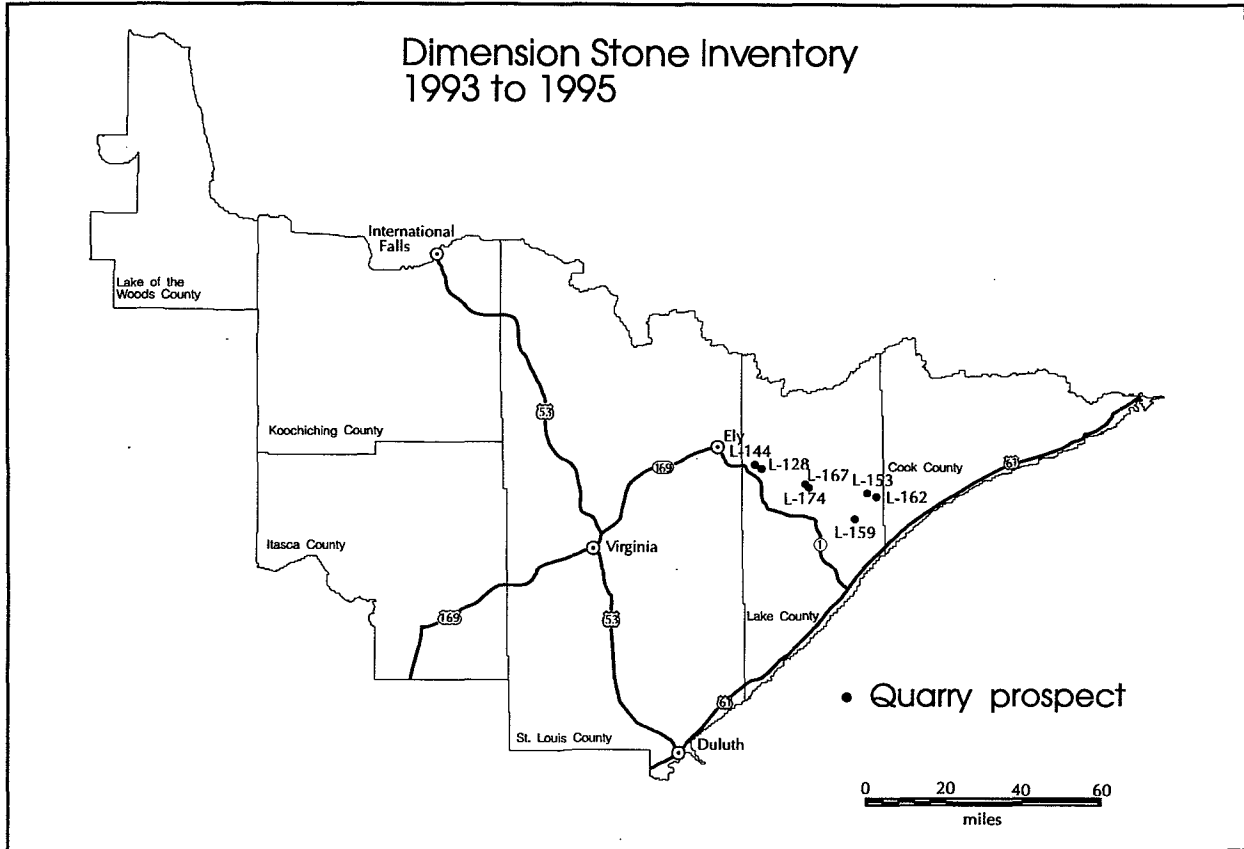 Dimension Stone Inventory
1993 to 1995
International
Falls
Lake of the
Woods County
53
Koochiching County
Ely
L-144
169
L-128
L-167
L-153
Cook County
61
L-174
L-162
L-159
Itasca County
Virginia
1
169
53
Lake County
61
Quarry prospect
St. Louis County
Duluth
0 20 40 60
miles